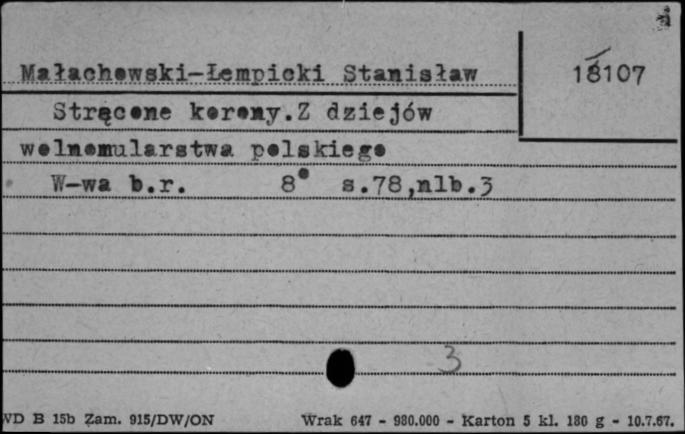 Małachowski-Łempicki Stanisław
18107
Strącone korony.Z dziejów
wolnomularstwa polskiego
W-wa b.r. 8° s.78,nlb.3
3
WD B 15b Zam. 915/DW/ON Wrak 647 - 980.000 - Karton 5 kl. 180 g - 10.7.67.